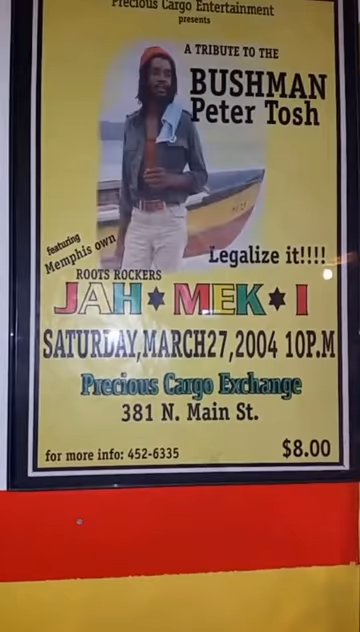 Precious Cargo Entertainment
presents
A TRIBUTE TO THE
BUSHMAN
Peter Tosh
Legalize it!!!!
featuring
Memphis own
ROOTS ROCKERS
JAH ✶ MEK ✶ I
SATURDAY,MARCH27,2004 10P.M
Precious Cargo Exchange
381 N. Main St.
for more info: 452-6335
$8.00